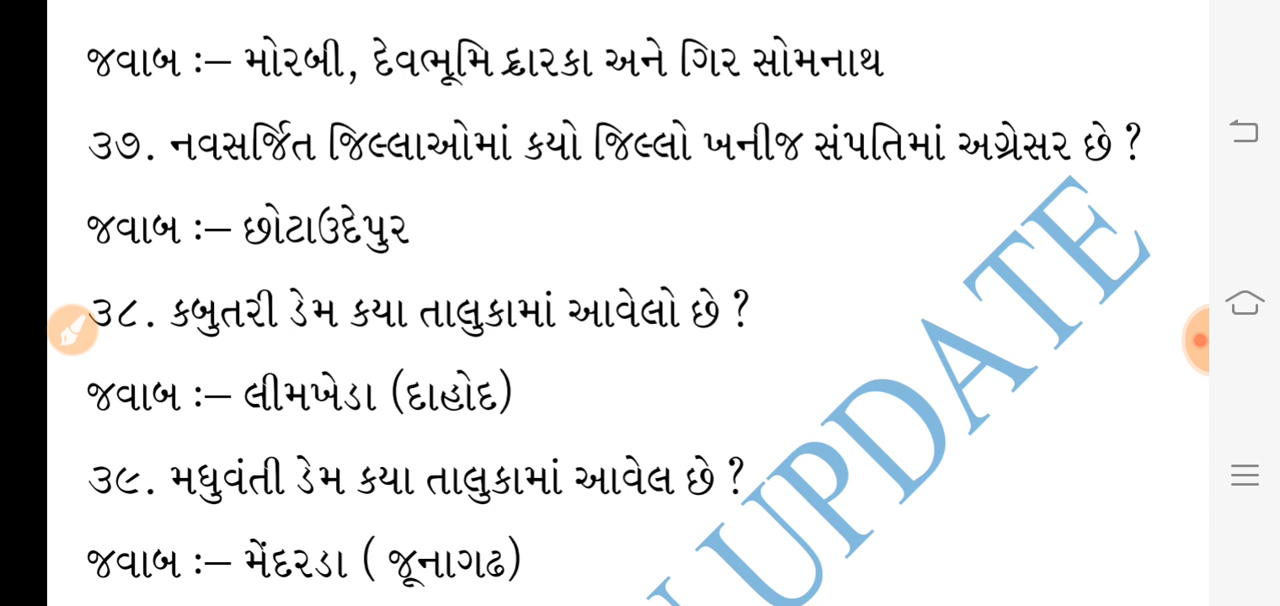 જવાબ :– મોરબી, દેવભૂમિ દ્વારકા અને ગિર સોમનાથ
૩૭. નવસર્જિત જિલ્લાઓમાં કયો જિલ્લો ખનીજ સંપતિમાં અગ્રેસર છે ?
જવાબ :– છોટાઉદેપુર
૩૮. કબુતરી ડેમ કયા તાલુકામાં આવેલો છે ?
જવાબ :– લીમખેડા (દાહોદ)
૩૯. મધુવંતી ડેમ કયા તાલુકામાં આવેલ છે ?
જવાબ :– મેંદરડા ( જૂનાગઢ)
UPDATE